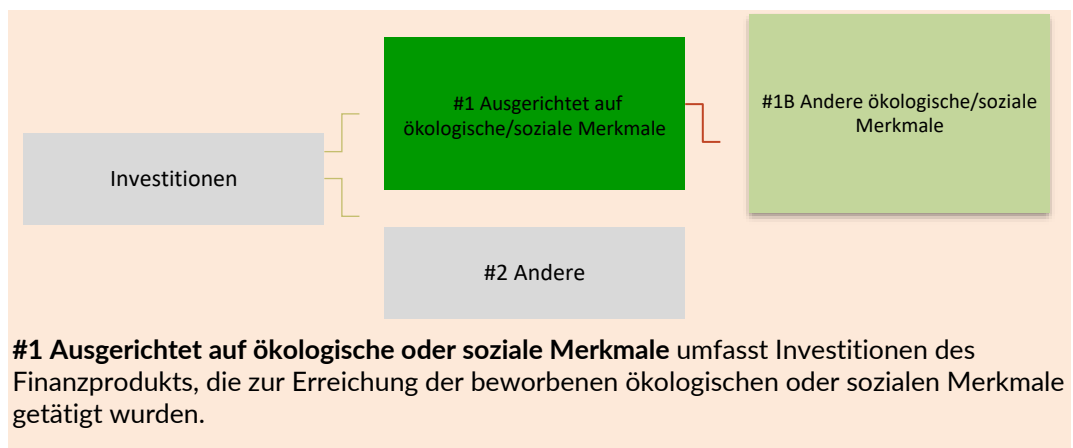 Investitionen
#1 Ausgerichtet auf
ökologische/soziale Merkmale
#1B Andere ökologische/soziale
Merkmale
#2 Andere
#1 Ausgerichtet auf ökologische oder soziale Merkmale umfasst Investitionen des
Finanzprodukts, die zur Erreichung der beworbenen ökologischen oder sozialen Merkmale
getätigt wurden.